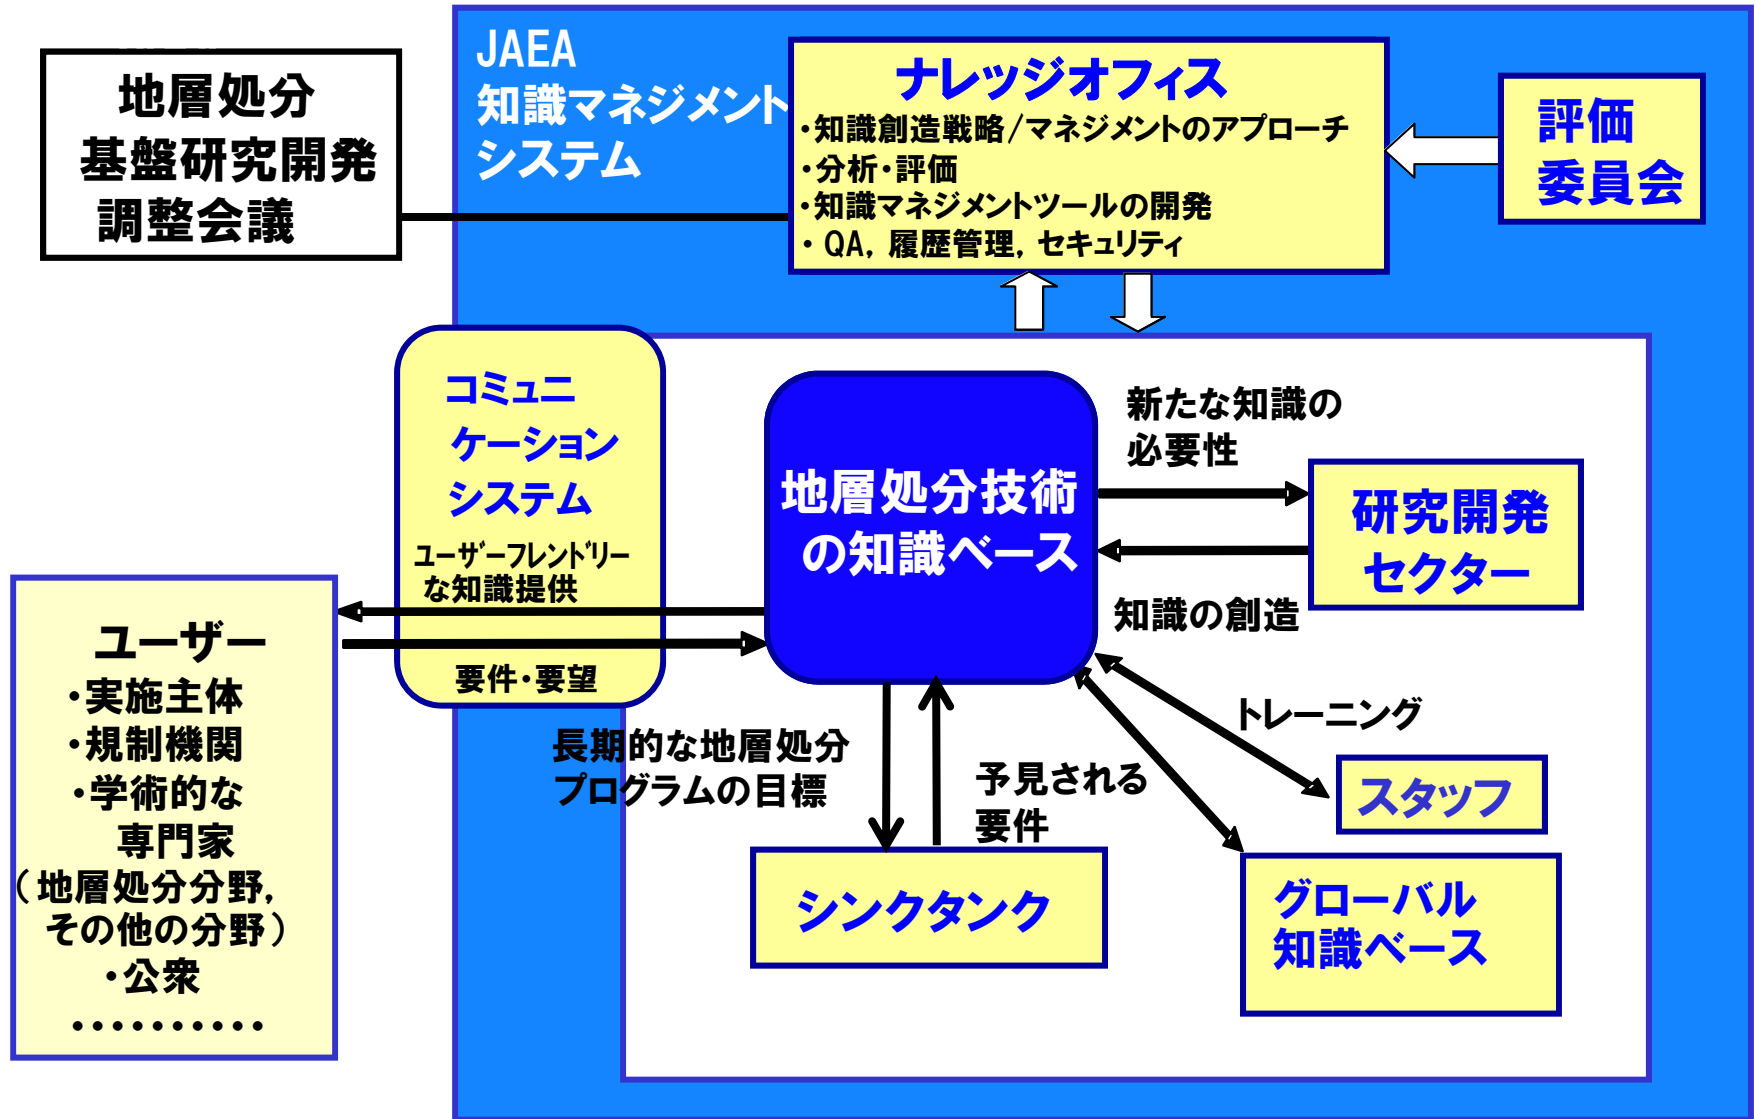 地層処分
基盤研究開発
調整会議
JAEA
知識マネジメント
システム
ナレッジオフィス
・知識創造戦略/マネジメントのアプローチ
・分析・評価
・知識マネジメントツールの開発
・QA，履歴管理，セキュリティ
評価
委員会
コミュニ
ケーション
システム
ユーザーフレンドリー
な知識提供
要件・要望
ユーザー
・実施主体
・規制機関
・学術的な
専門家
（地層処分分野，
その他の分野）
・公衆
‥‥‥‥‥
地層処分技術
の知識ベース
新たな知識の
必要性
研究開発
セクター
知識の創造
トレーニング
スタッフ
長期的な地層処分
プログラムの目標
予見される
要件
シンクタンク
グローバル
知識ベース